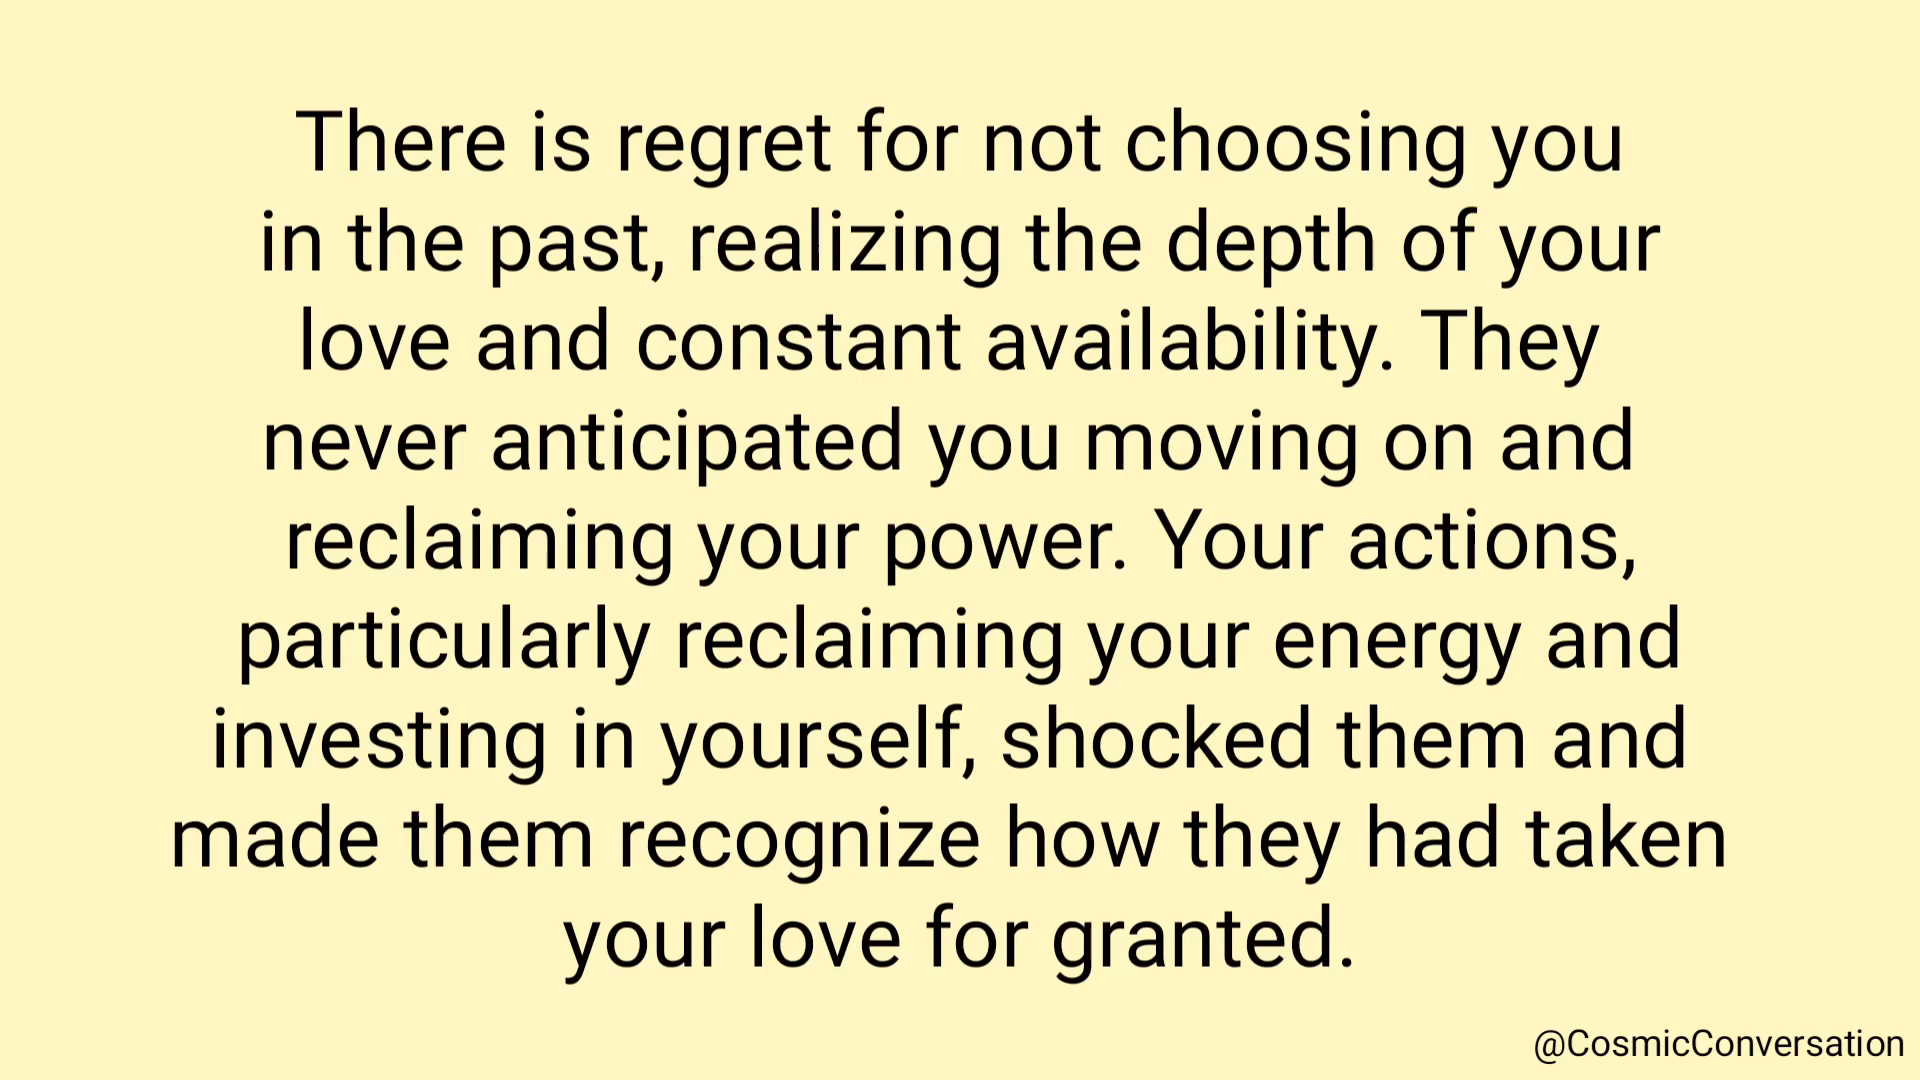 There is regret for not choosing you
in the past, realizing the depth of your
love and constant availability. They
never anticipated you moving on and
reclaiming your power. Your actions,
particularly reclaiming your energy and
investing in yourself, shocked them and
made them recognize how they had taken
your love for granted.
@CosmicConversation